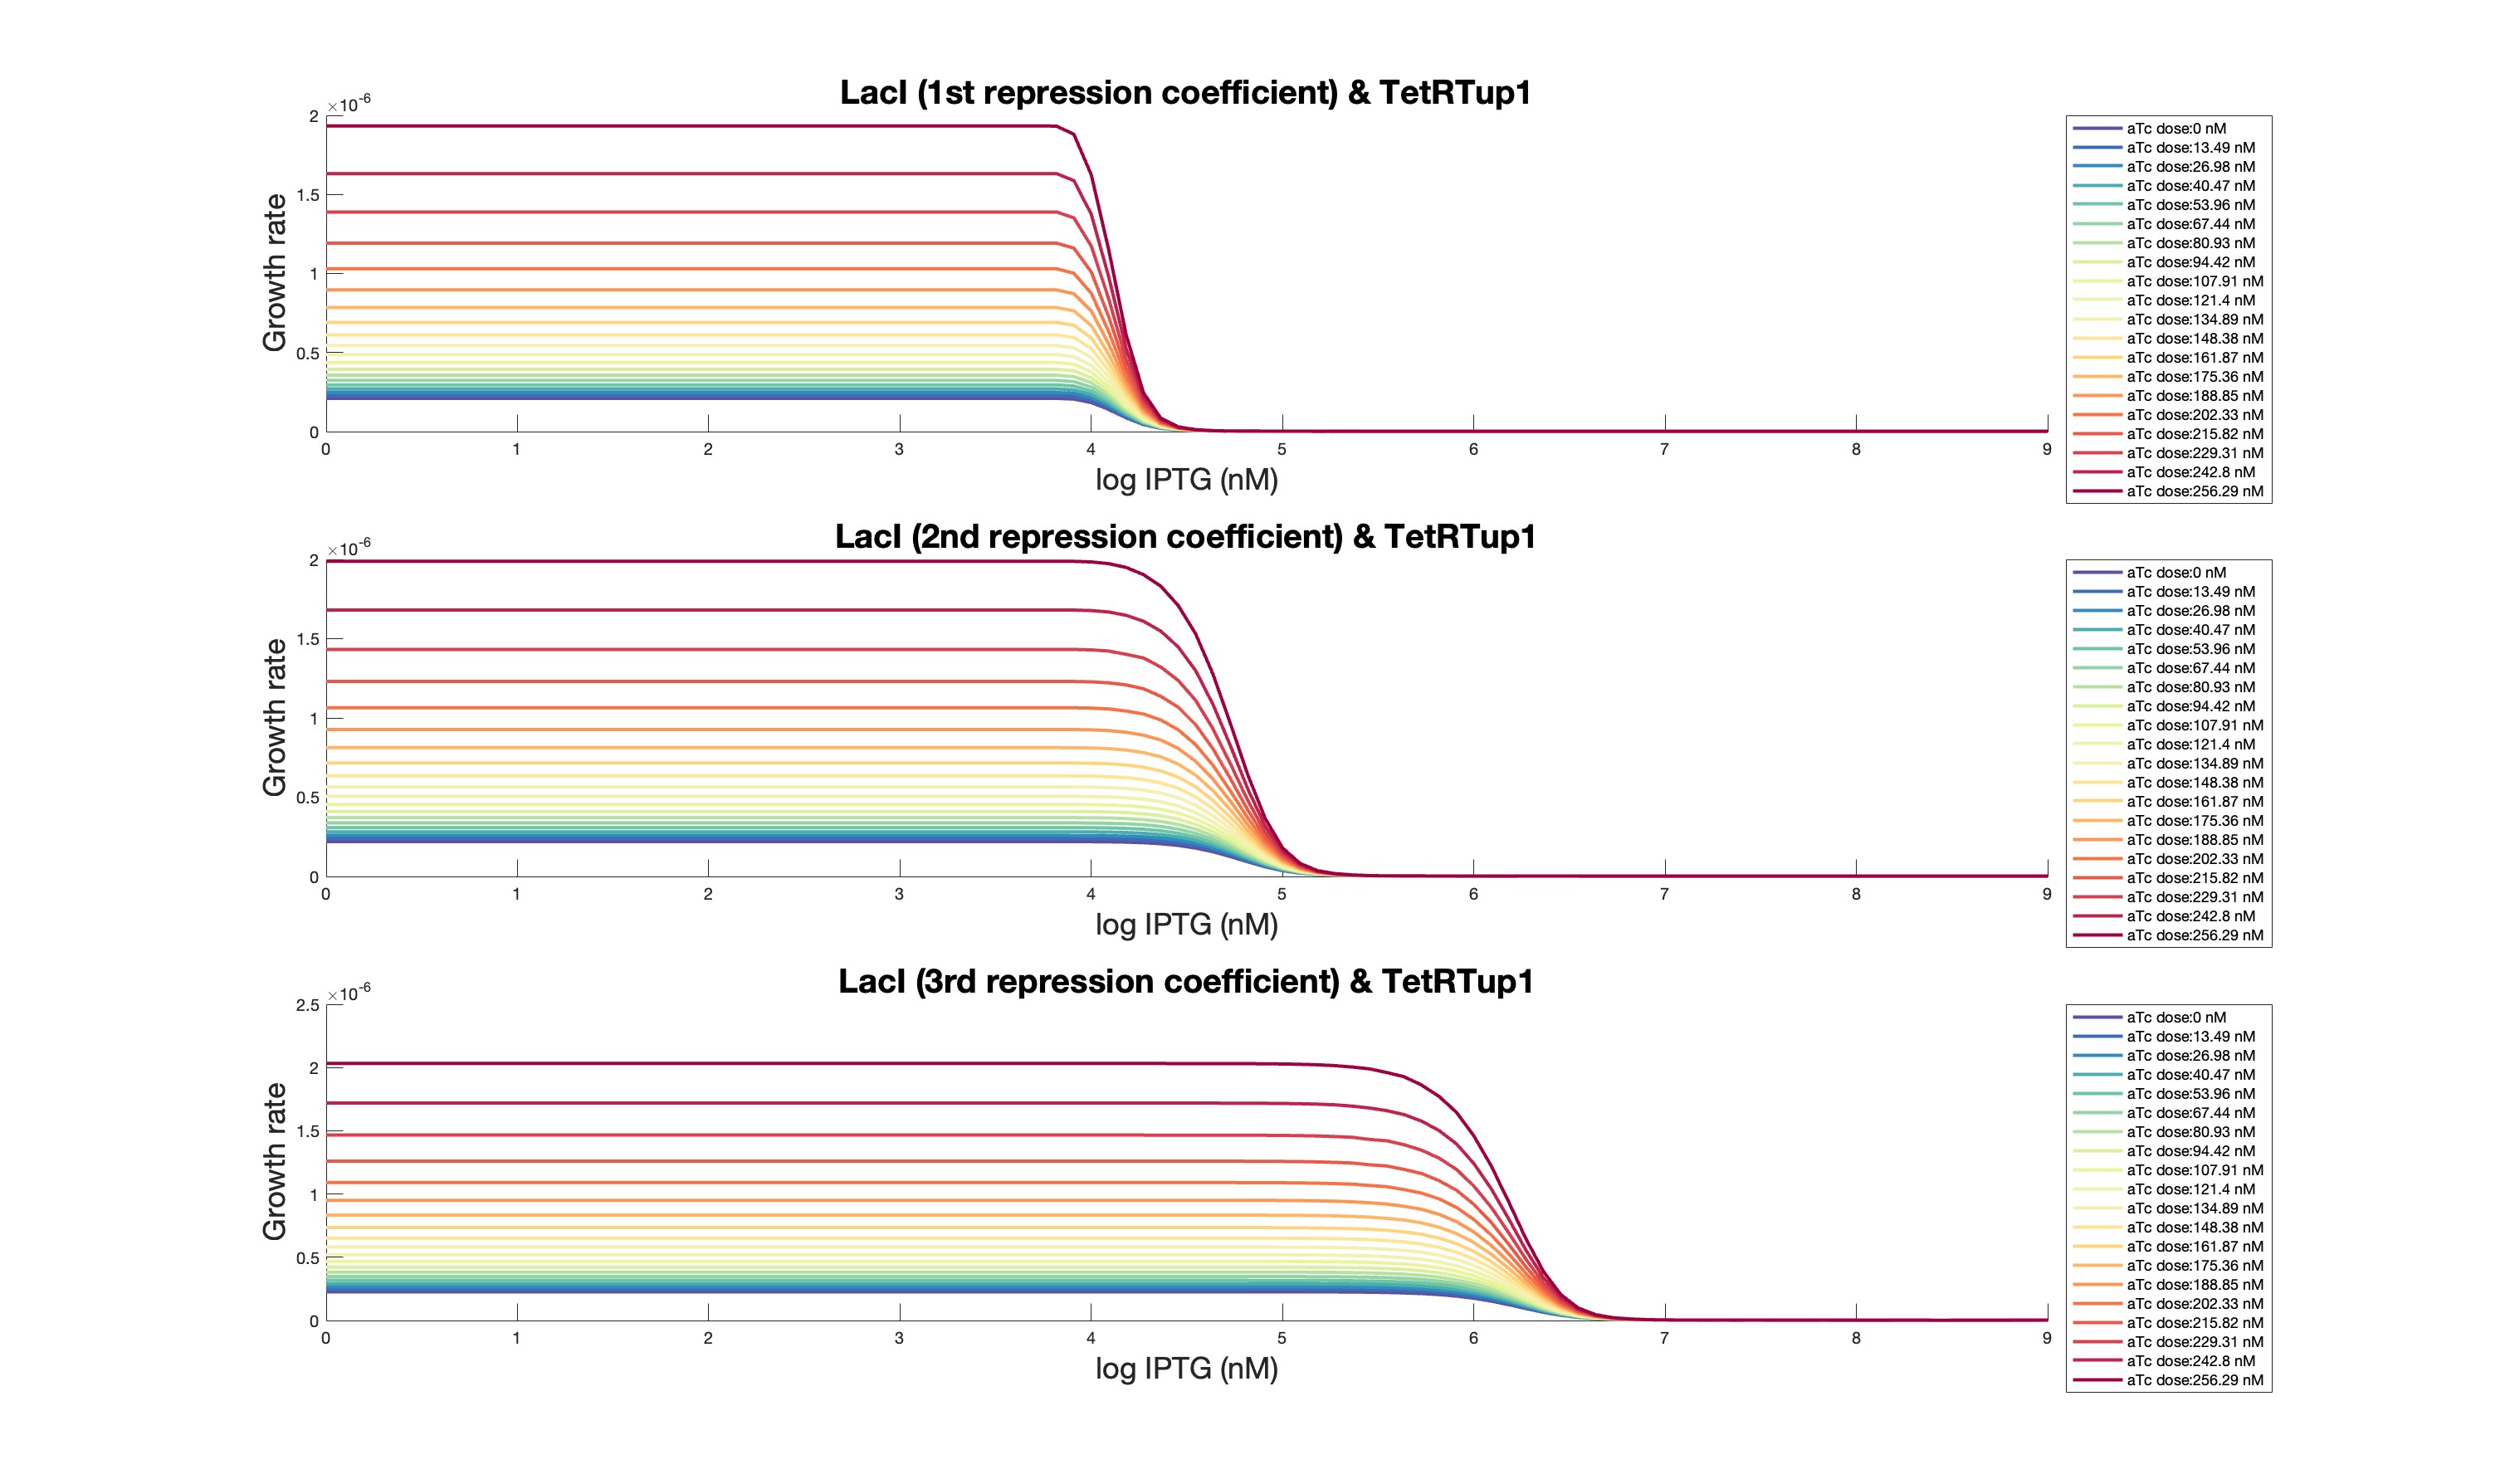 LacI (1st repression coefficient) & TetRTup1
×10-6
2
1.5
1
0.5
0
Growth rate
0 1 2 3 4 5 6 7 8 9
log IPTG (nM)
aTc dose:0 nM
aTc dose:13.49 nM
aTc dose:26.98 nM
aTc dose:40.47 nM
aTc dose:53.96 nM
aTc dose:67.44 nM
aTc dose:80.93 nM
aTc dose:94.42 nM
aTc dose:107.91 nM
aTc dose:121.4 nM
aTc dose:134.89 nM
aTc dose:148.38 nM
aTc dose:161.87 nM
aTc dose:175.36 nM
aTc dose:188.85 nM
aTc dose:202.33 nM
aTc dose:215.82 nM
aTc dose:229.31 nM
aTc dose:242.8 nM
aTc dose:256.29 nM
LacI (2nd repression coefficient) & TetRTup1
×10-6
2
1.5
1
0.5
0
Growth rate
0 1 2 3 4 5 6 7 8 9
log IPTG (nM)
aTc dose:0 nM
aTc dose:13.49 nM
aTc dose:26.98 nM
aTc dose:40.47 nM
aTc dose:53.96 nM
aTc dose:67.44 nM
aTc dose:80.93 nM
aTc dose:94.42 nM
aTc dose:107.91 nM
aTc dose:121.4 nM
aTc dose:134.89 nM
aTc dose:148.38 nM
aTc dose:161.87 nM
aTc dose:175.36 nM
aTc dose:188.85 nM
aTc dose:202.33 nM
aTc dose:215.82 nM
aTc dose:229.31 nM
aTc dose:242.8 nM
aTc dose:256.29 nM
LacI (3rd repression coefficient) & TetRTup1
×10-6
2.5
2
1.5
1
0.5
0
Growth rate
0 1 2 3 4 5 6 7 8 9
log IPTG (nM)
aTc dose:0 nM
aTc dose:13.49 nM
aTc dose:26.98 nM
aTc dose:40.47 nM
aTc dose:53.96 nM
aTc dose:67.44 nM
aTc dose:80.93 nM
aTc dose:94.42 nM
aTc dose:107.91 nM
aTc dose:121.4 nM
aTc dose:134.89 nM
aTc dose:148.38 nM
aTc dose:161.87 nM
aTc dose:175.36 nM
aTc dose:188.85 nM
aTc dose:202.33 nM
aTc dose:215.82 nM
aTc dose:229.31 nM
aTc dose:242.8 nM
aTc dose:256.29 nM